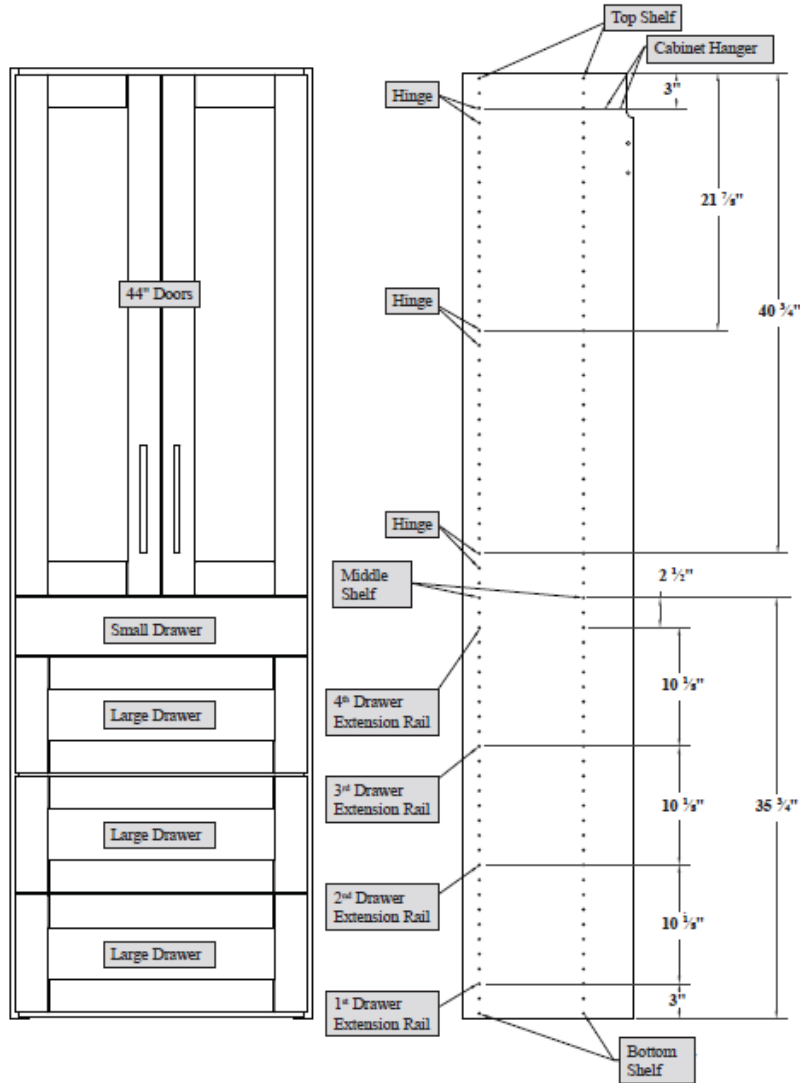 Top Shelf
Cabinet Hanger
Hinge
3"
21 ⅞"
44" Doors
Hinge
40 ¾"
Hinge
Middle
Shelf
2 ½"
Small Drawer
Large Drawer
4th Drawer
Extension Rail
10 ⅛"
3rd Drawer
Extension Rail
10 ⅛"
35 ¾"
Large Drawer
2nd Drawer
Extension Rail
10 ⅛"
Large Drawer
1st Drawer
Extension Rail
3"
Bottom
Shelf